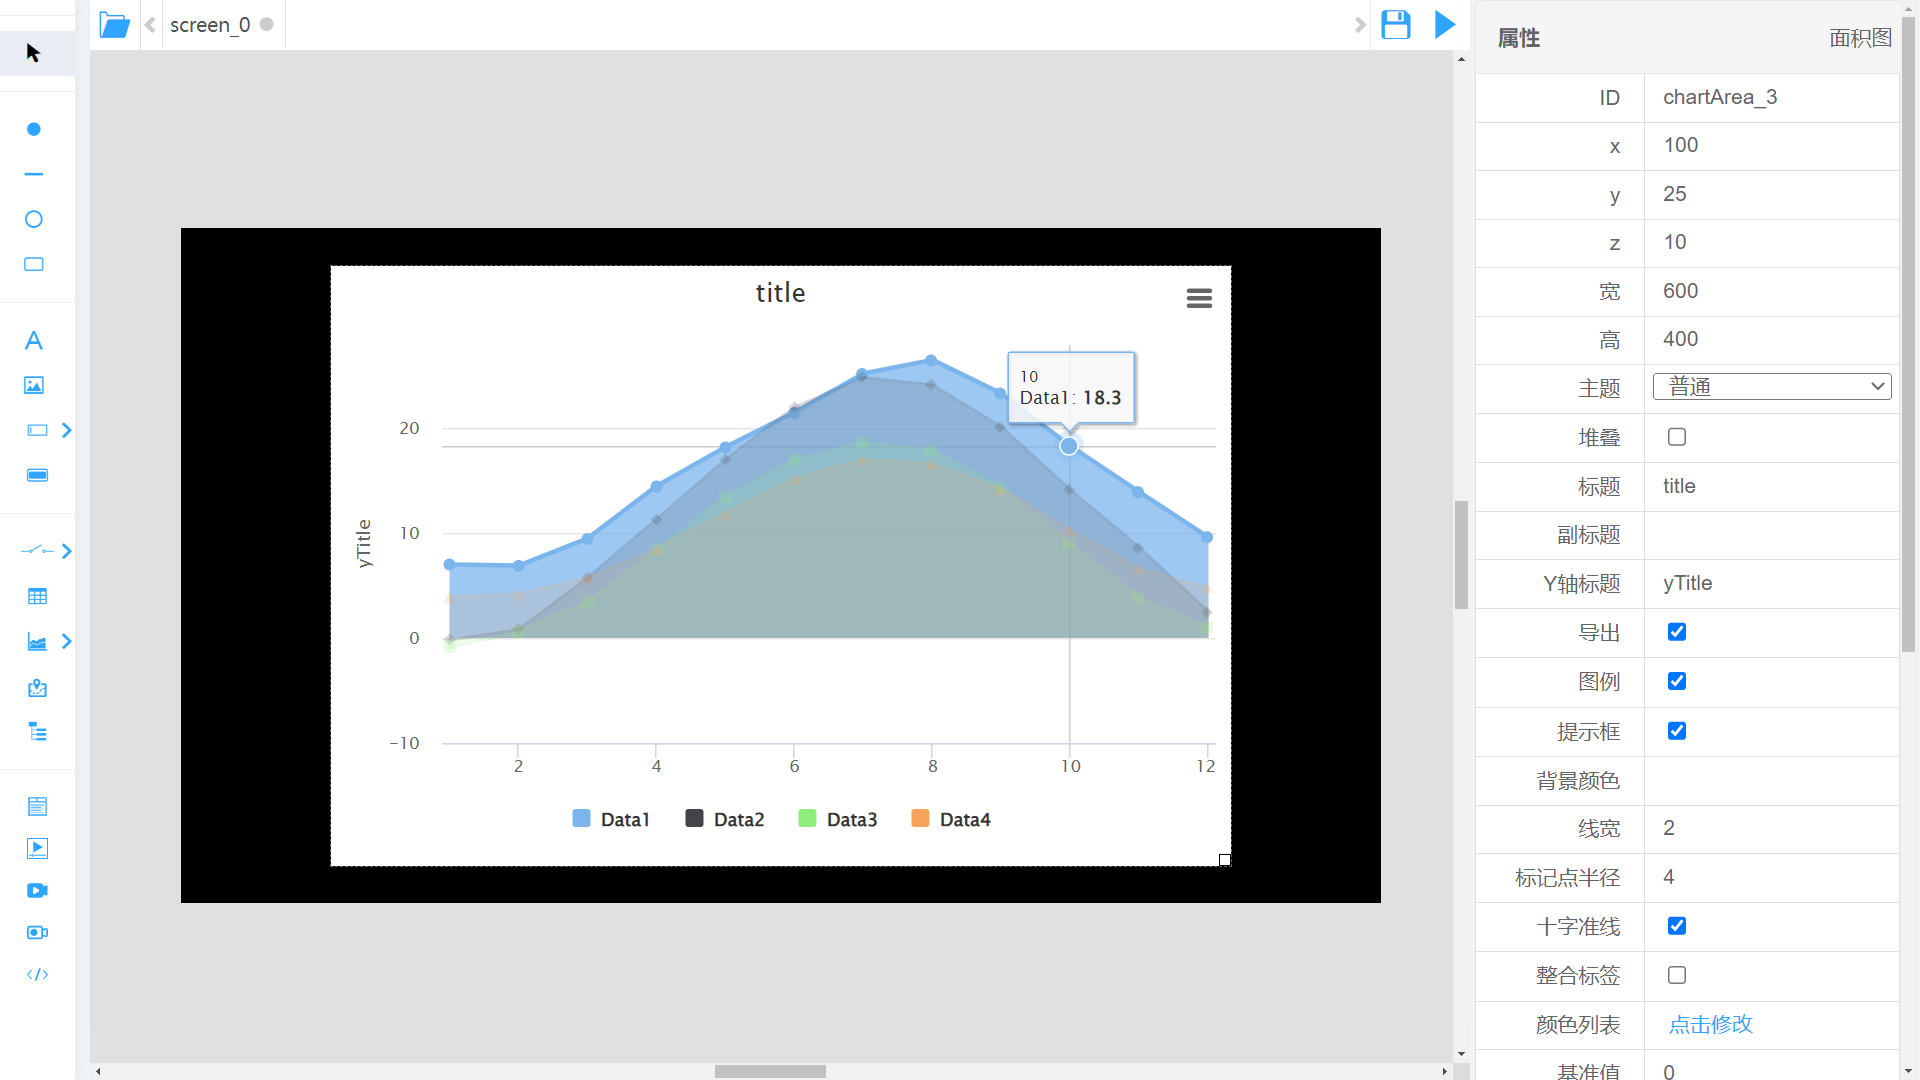 screen_0
属性 面积图
ID chartArea_3
x 100
y 25
z 10
宽 600
高 400
主题 普通
堆叠
标题 title
副标题
Y轴标题 yTitle
导出
图例
提示框
背景颜色
线宽 2
标记点半径 4
十字准线
整合标签
颜色列表 点击修改
基准值 0
title
10
Data1: 18.3
yTitle
20
10
0
−10
2 4 6 8 10 12
Data1 Data2 Data3 Data4